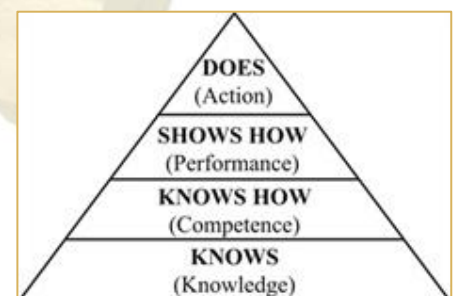 DOES
(Action)
SHOWS HOW
(Performance)
KNOWS HOW
(Competence)
KNOWS
(Knowledge)